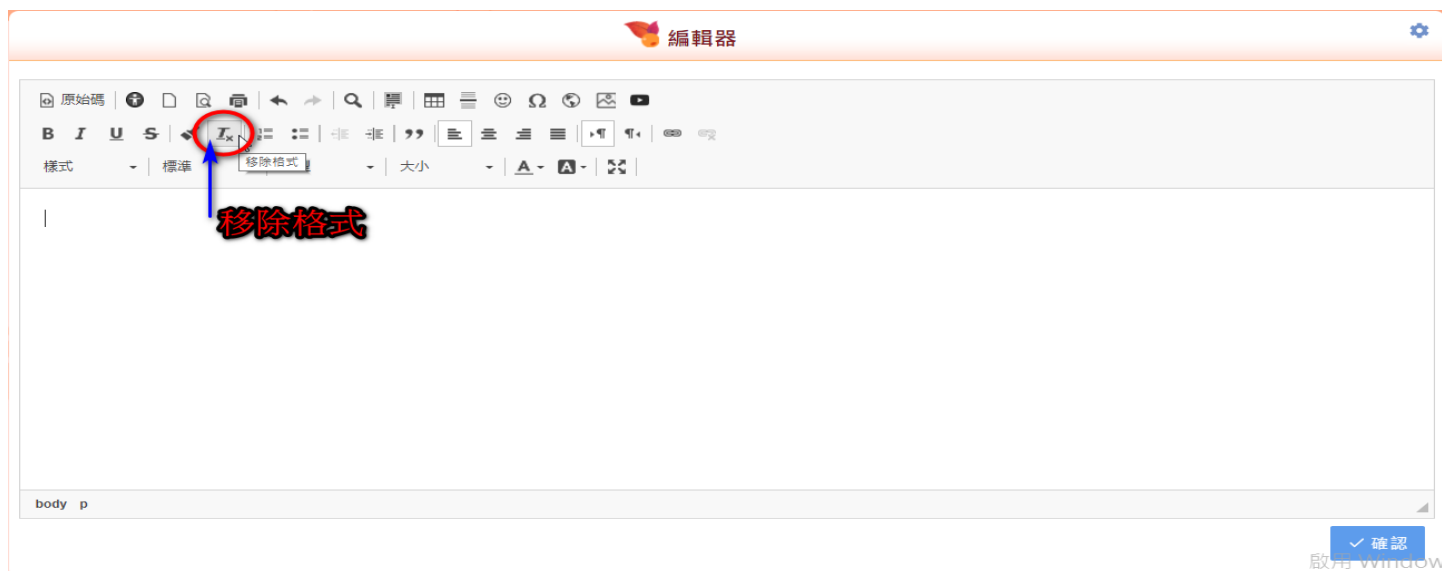 編輯器
原始碼
B I U S
樣式 標準 大小 A A
移除格式
移除格式
body p
確認
啟用 Window